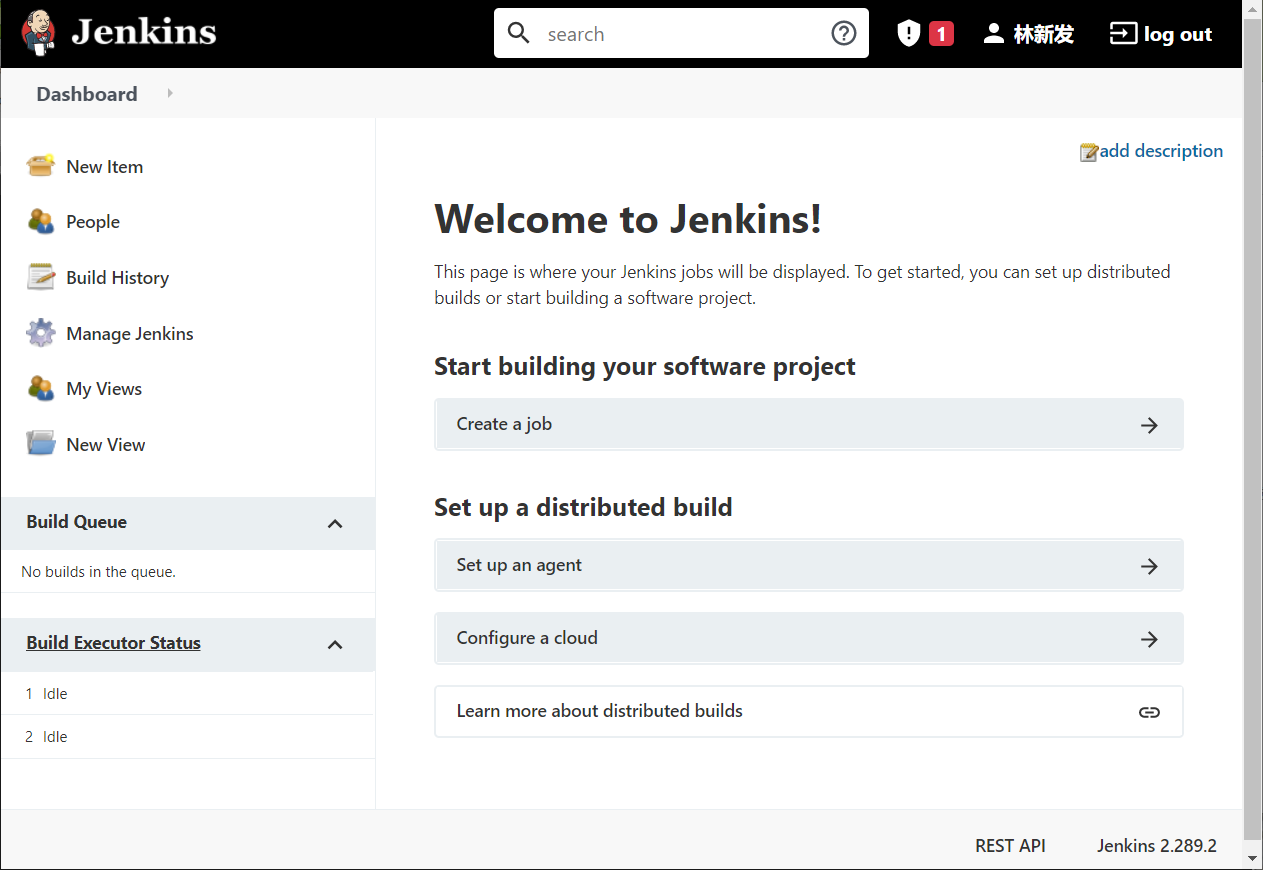 Jenkins
search
1
林新发
log out
Dashboard
New Item
People
Build History
Manage Jenkins
My Views
New View
Build Queue
No builds in the queue.
Build Executor Status
1 Idle
2 Idle
add description
Welcome to Jenkins!
This page is where your Jenkins jobs will be displayed. To get started, you can set up distributed
builds or start building a software project.
Start building your software project
Create a job
Set up a distributed build
Set up an agent
Configure a cloud
Learn more about distributed builds
REST API
Jenkins 2.289.2